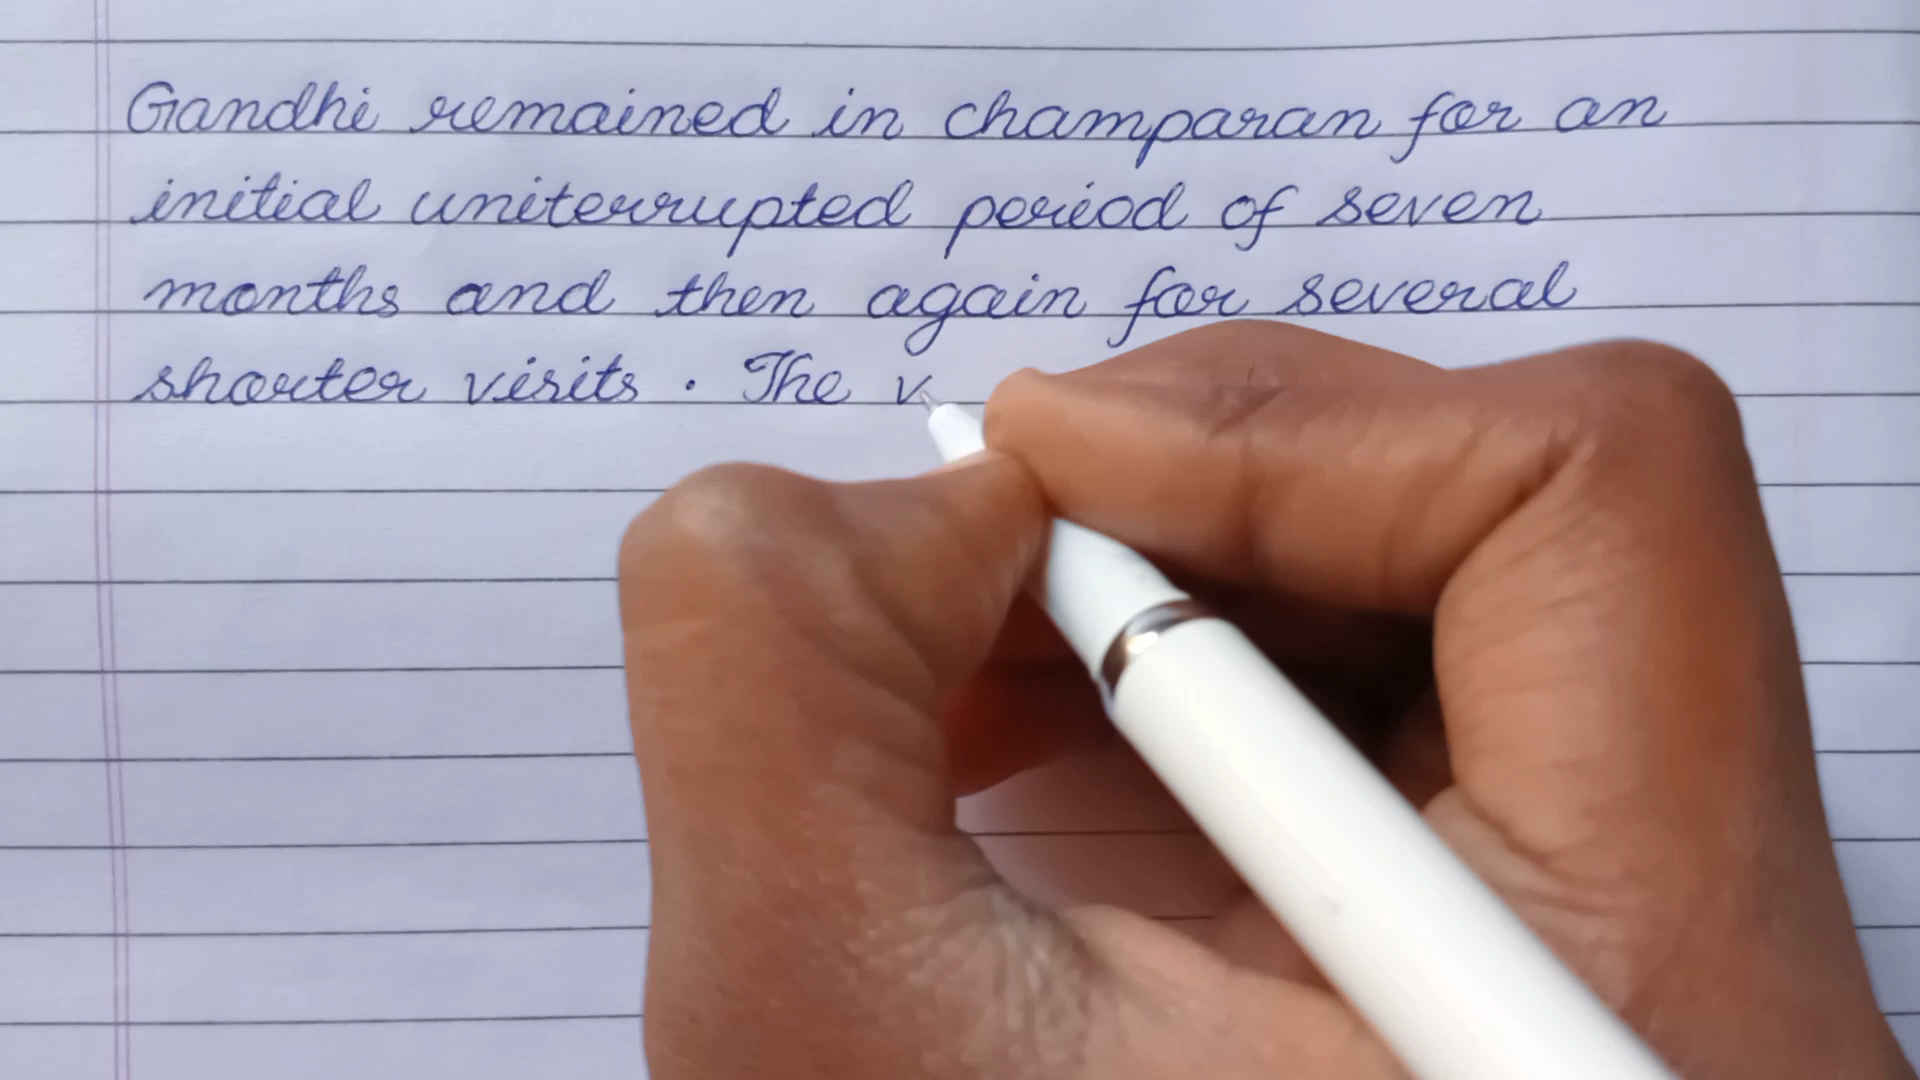 Gandhi remained in champaran for an
initial uniterrupted period of seven
months and then again for several
shorter visits . The v